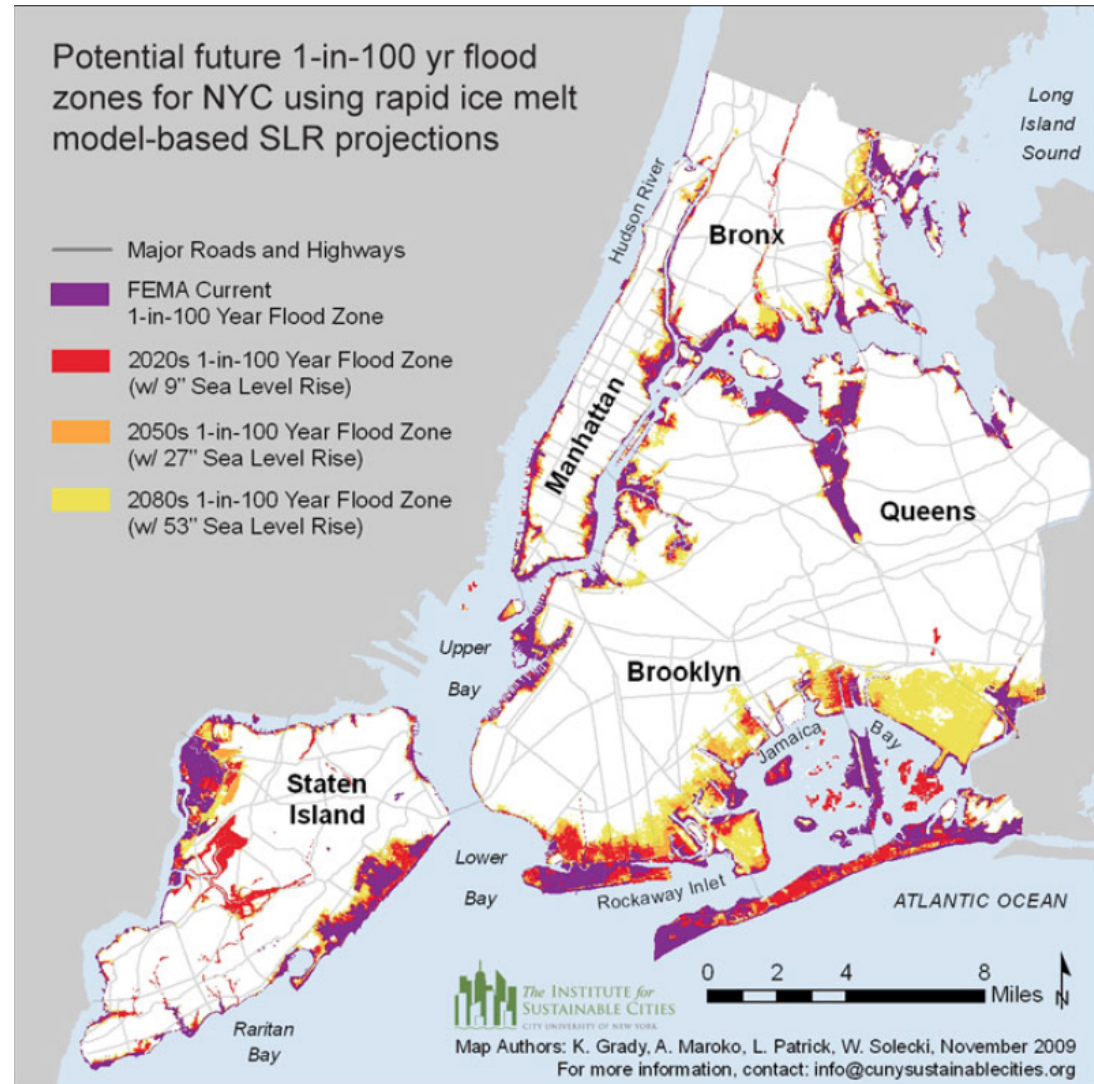 Potential future 1-in-100 yr flood
zones for NYC using rapid ice melt
model-based SLR projections
Major Roads and Highways
FEMA Current
1-in-100 Year Flood Zone
2020s 1-in-100 Year Flood Zone
(w/ 9" Sea Level Rise)
2050s 1-in-100 Year Flood Zone
(w/ 27" Sea Level Rise)
2080s 1-in-100 Year Flood Zone
(w/ 53" Sea Level Rise)
Long
Island
Sound
Hudson River
Bronx
Manhattan
Queens
Upper
Bay
Brooklyn
Jamaica
Bay
Staten
Island
Lower
Bay
Rockaway Inlet
ATLANTIC OCEAN
Raritan
Bay
0 2 4 8
Miles
N
The INSTITUTE for
SUSTAINABLE CITIES
CITY UNIVERSITY OF NEW YORK
Map Authors: K. Grady, A. Maroko, L. Patrick, W. Solecki, November 2009
For more information, contact: info@cunysustainablecities.org